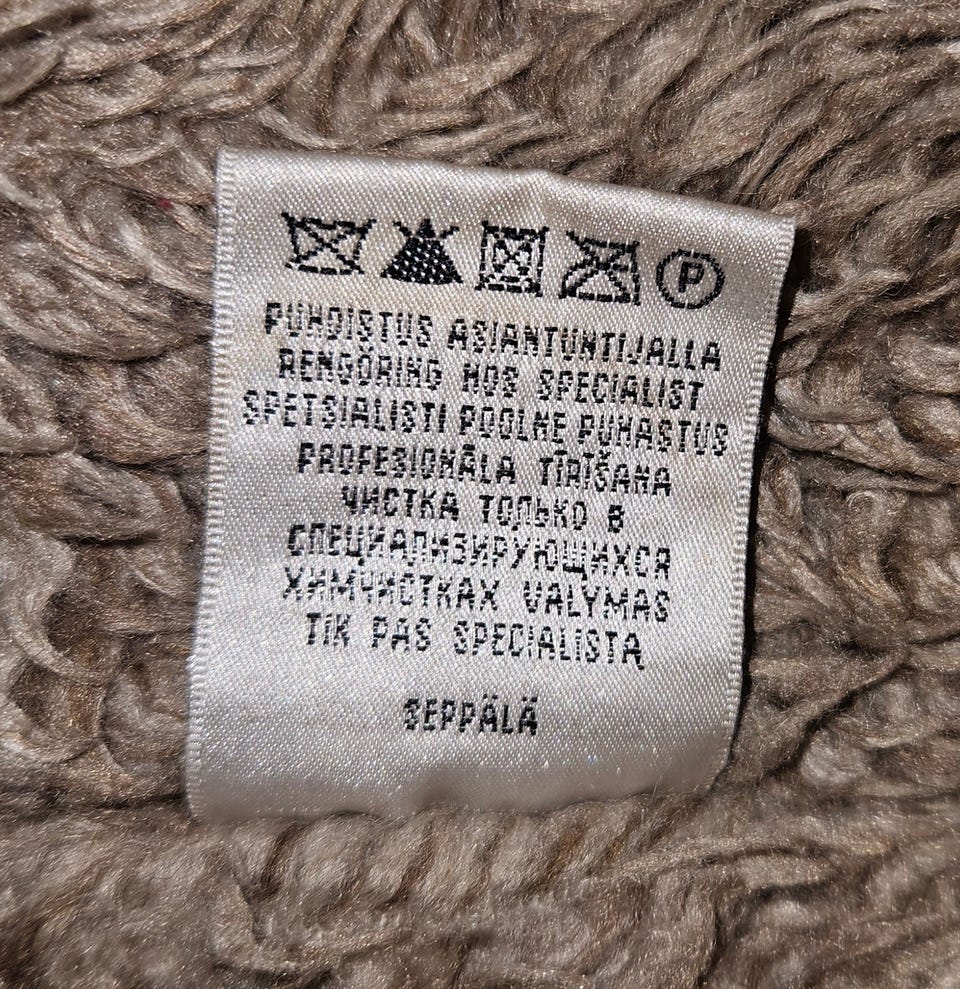 P
PUHDISTUS ASIANTUNTIJALLA
RENGÖRING HOS SPECIALIST
SPETSIALISTI POOLNE PUHASTUS
PROFESIONĀLA TĪRĪŠANA
ЧИСТКА ТОЛЬКО В
СПЕЦИАЛИЗИРУЮЩИХСЯ
ХИМЧИСТКАХ VALYMAS
TIK PAS SPECIALISTĄ
SEPPÄLÄ